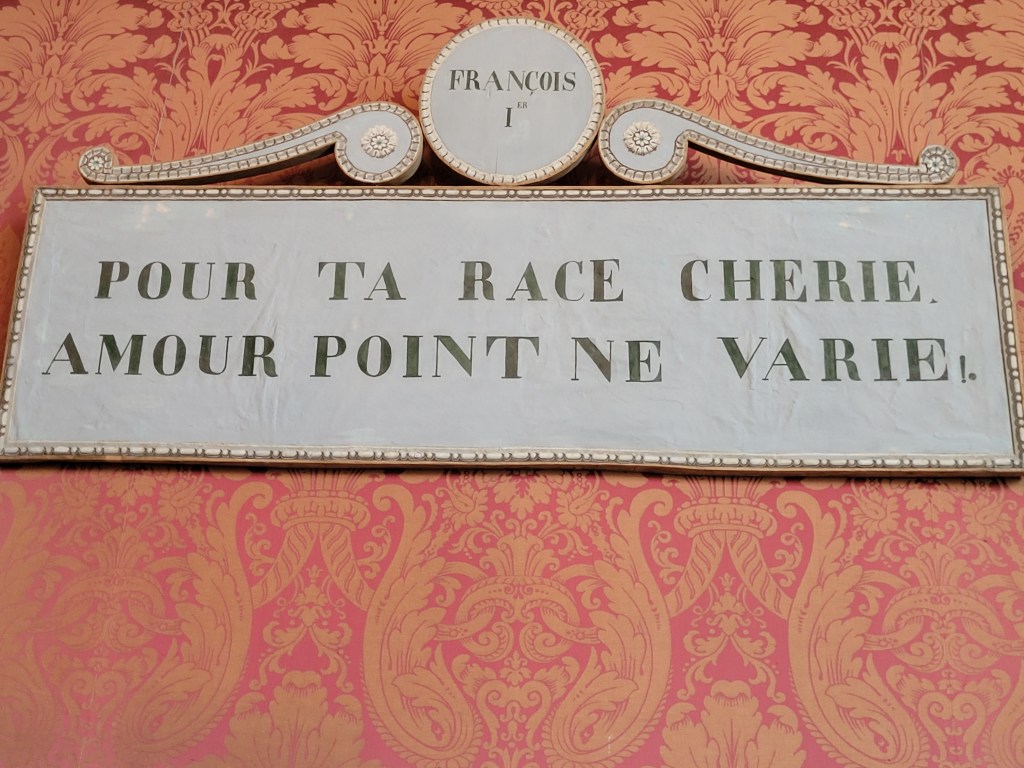 FRANÇOIS
IER
POUR TA RACE CHERIE.
AMOUR POINT NE VARIE!.